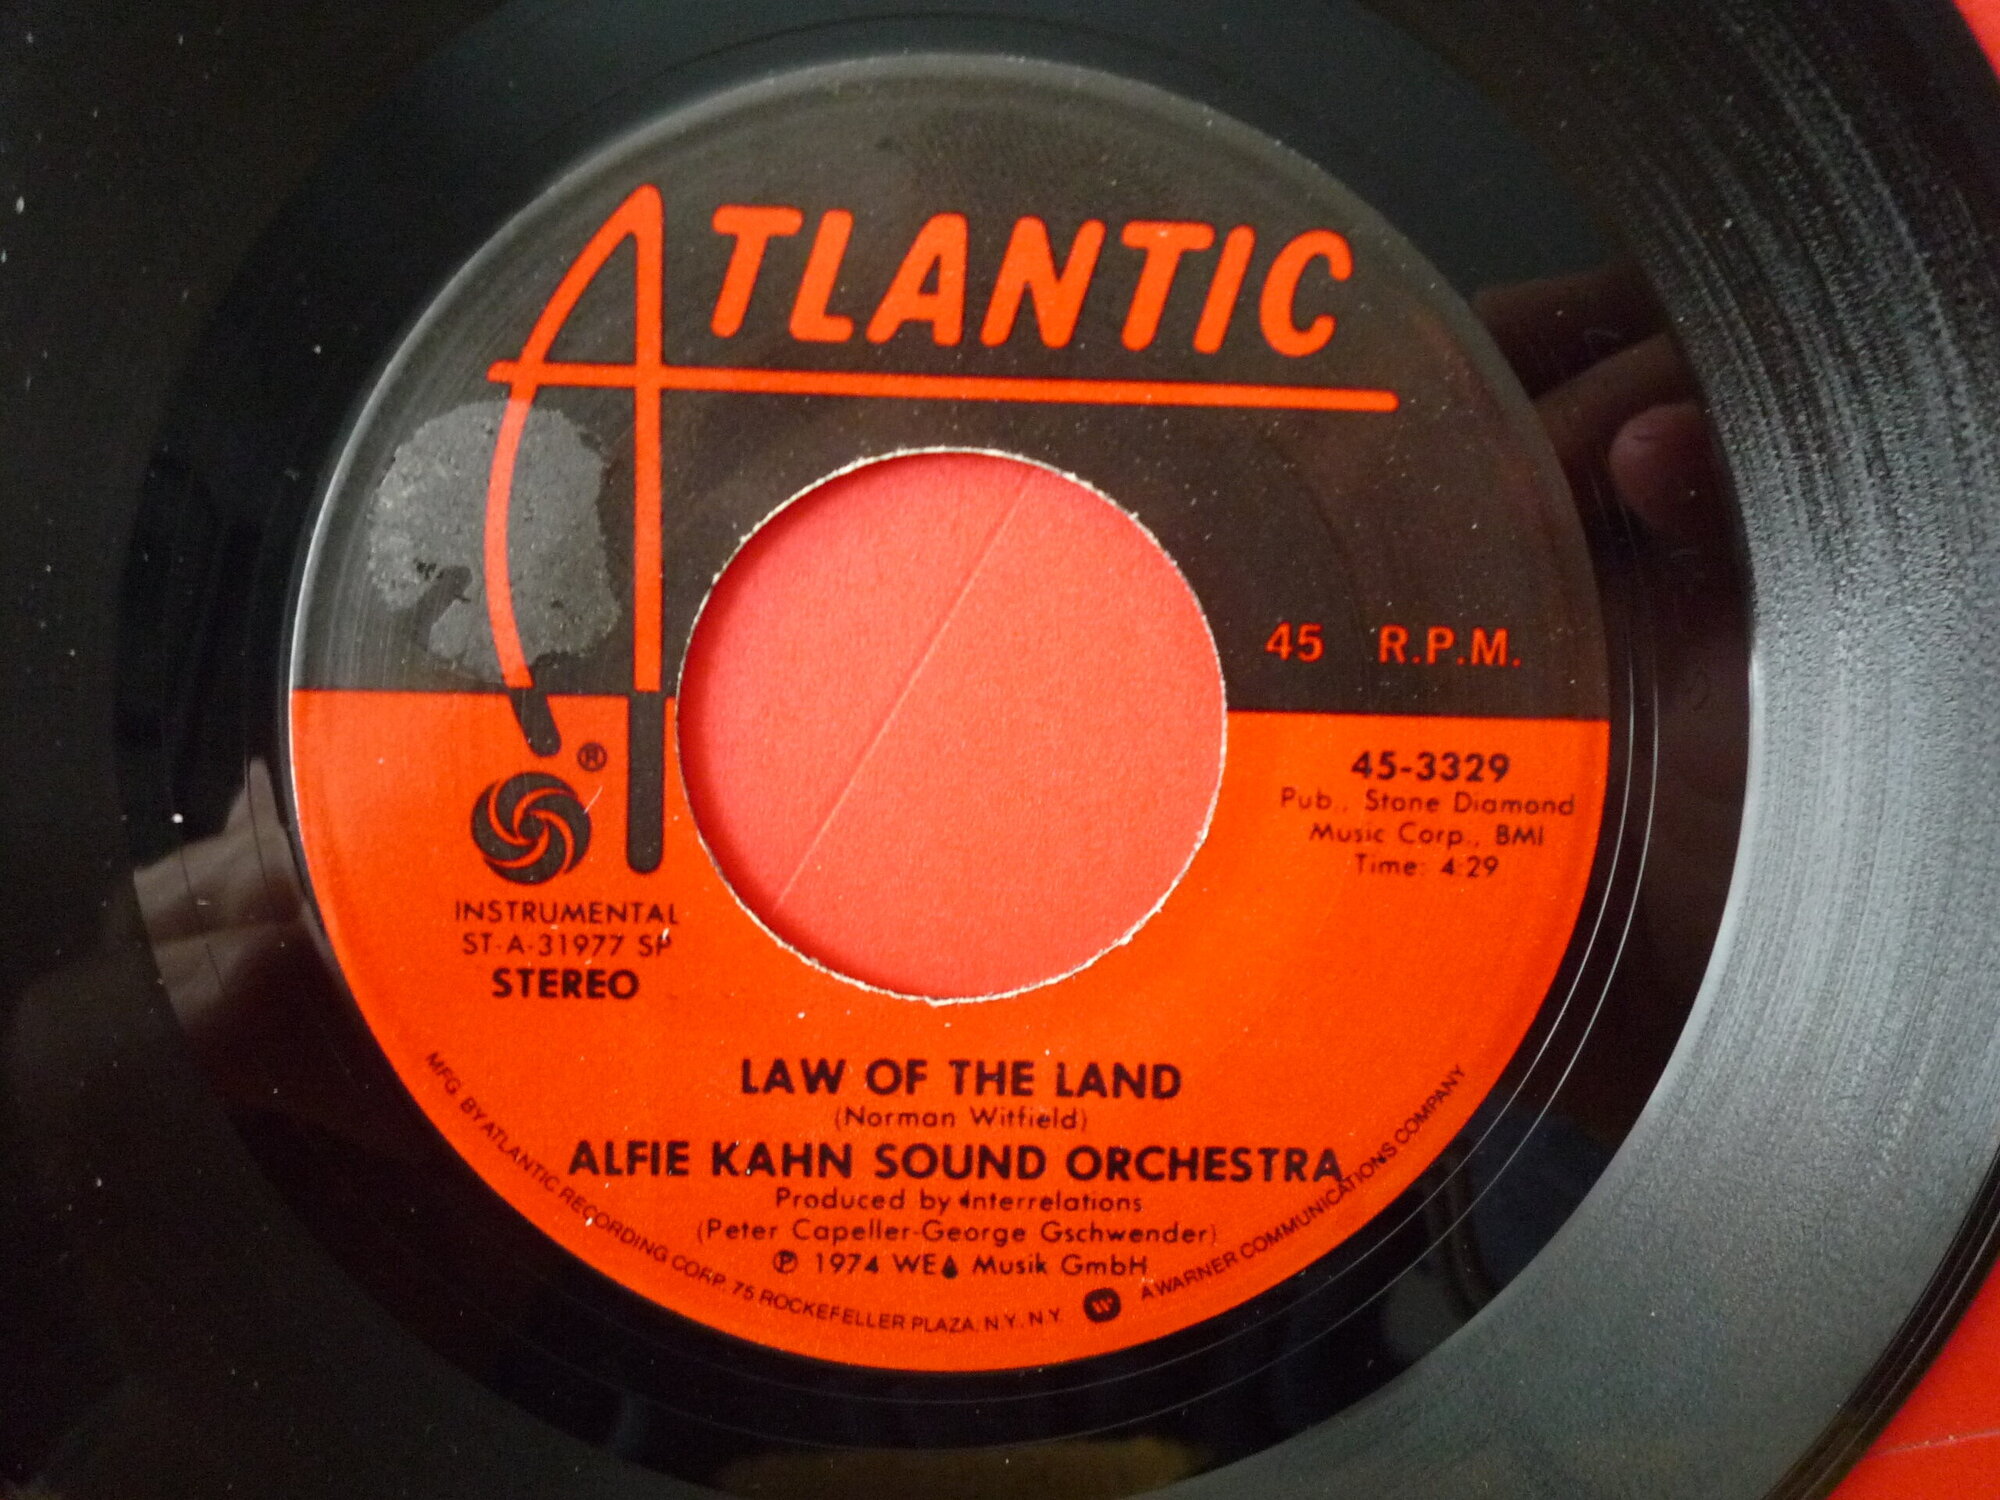 ATLANTIC
45 R.P.M.
®
45-3329
Pub., Stone Diamond
Music Corp., BMI
Time: 4:29
INSTRUMENTAL
ST-A-31977 SP
STEREO
LAW OF THE LAND
(Norman Witfield)
ALFIE KAHN SOUND ORCHESTRA
Produced by Interrelations
(Peter Capeller-George Gschwender)
℗ 1974 WEA Musik GmbH
MFG. BY ATLANTIC RECORDING CORP. 75 ROCKEFELLER PLAZA, N.Y. N.Y. W A WARNER COMMUNICATIONS COMPANY